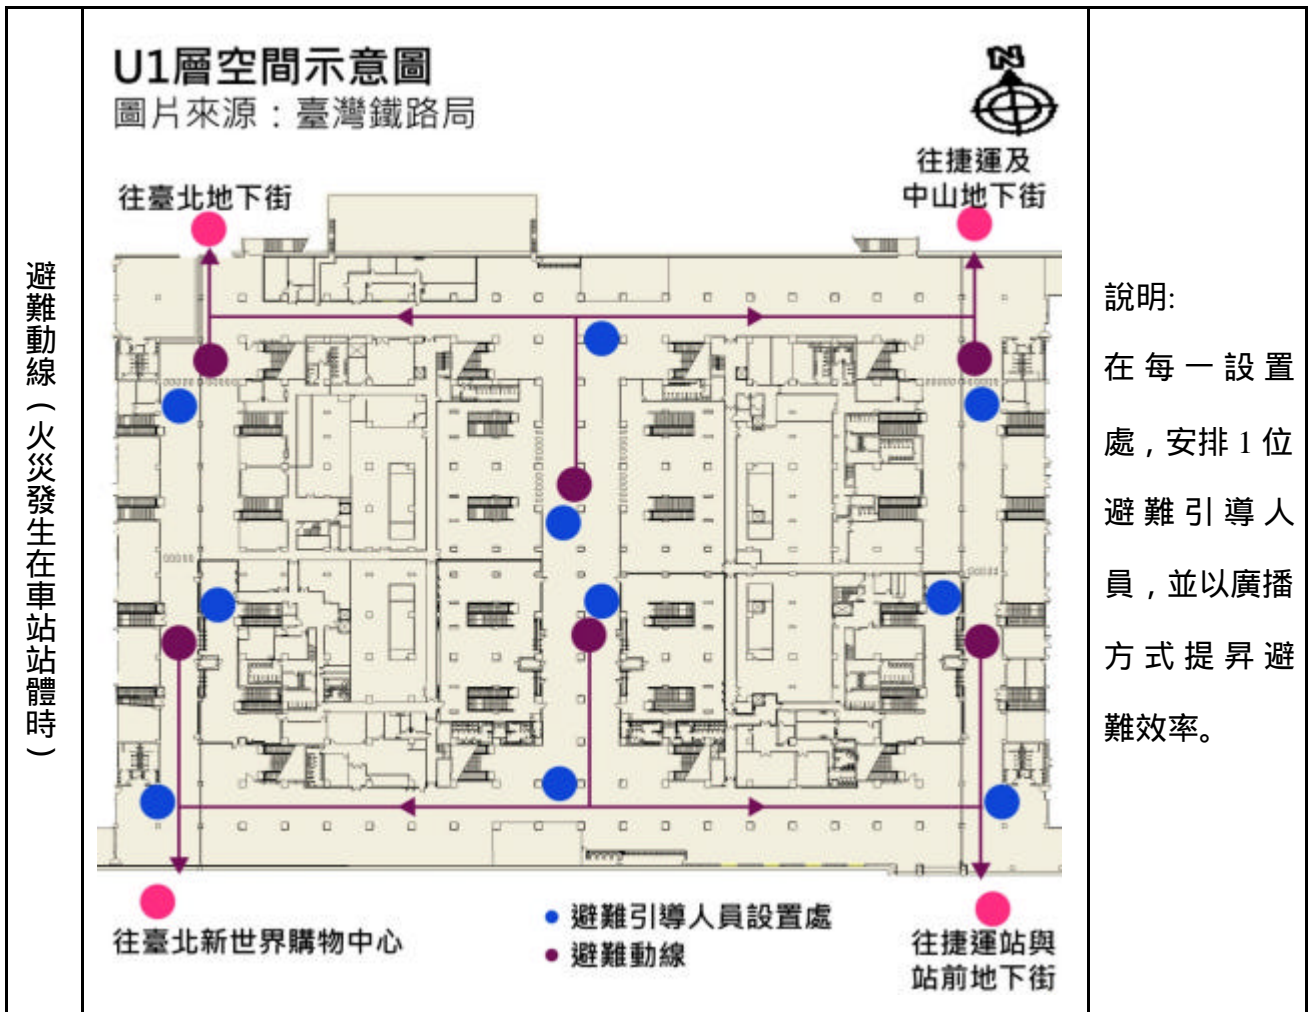 避難動線（火災發生在車站站體時）
U1層空間示意圖
圖片來源：臺灣鐵路局
N
往捷運及
中山地下街
往臺北地下街
往臺北新世界購物中心
避難引導人員設置處
避難動線
往捷運站與
站前地下街
說明:
在每一設置
處，安排 1 位
避難引導人
員，並以廣播
方式提昇避
難效率。